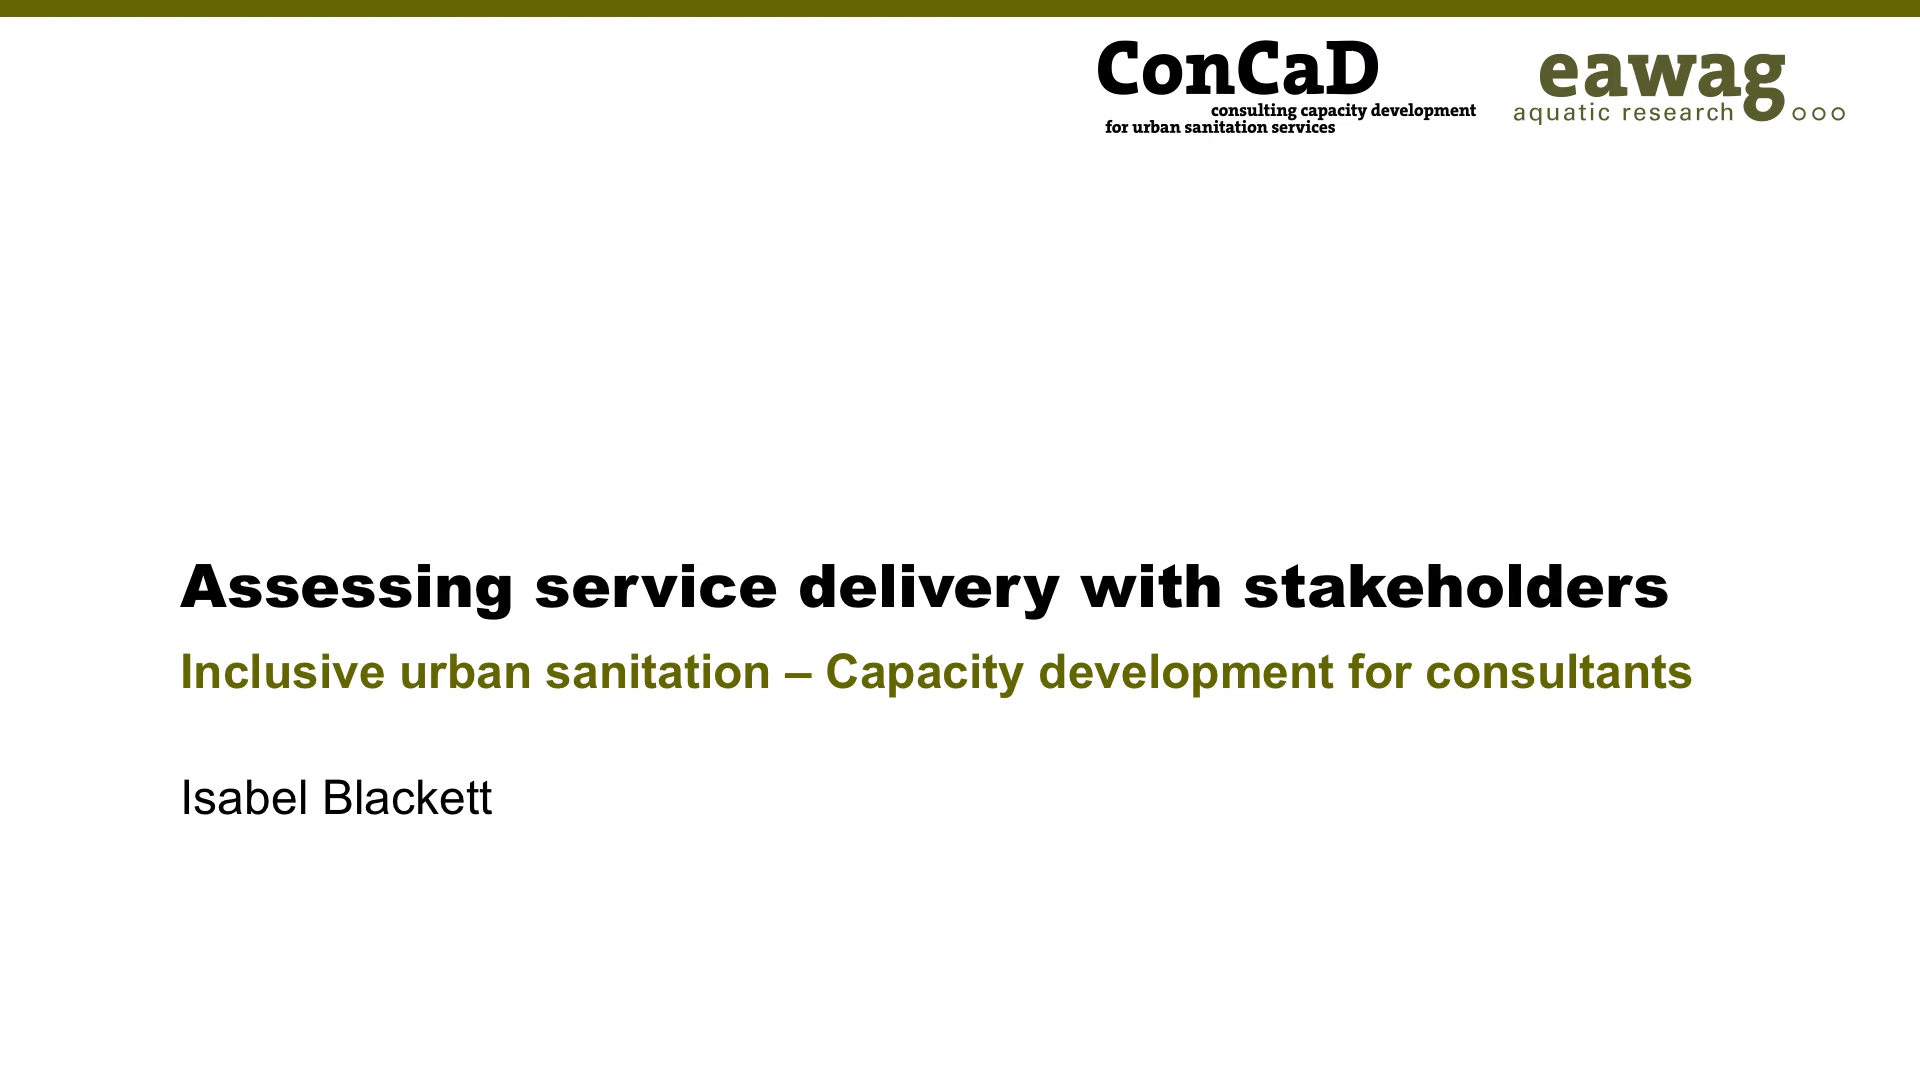 ConCaD
consulting capacity development
for urban sanitation services
eawag
aquatic research
Assessing service delivery with stakeholders
Inclusive urban sanitation – Capacity development for consultants
Isabel Blackett